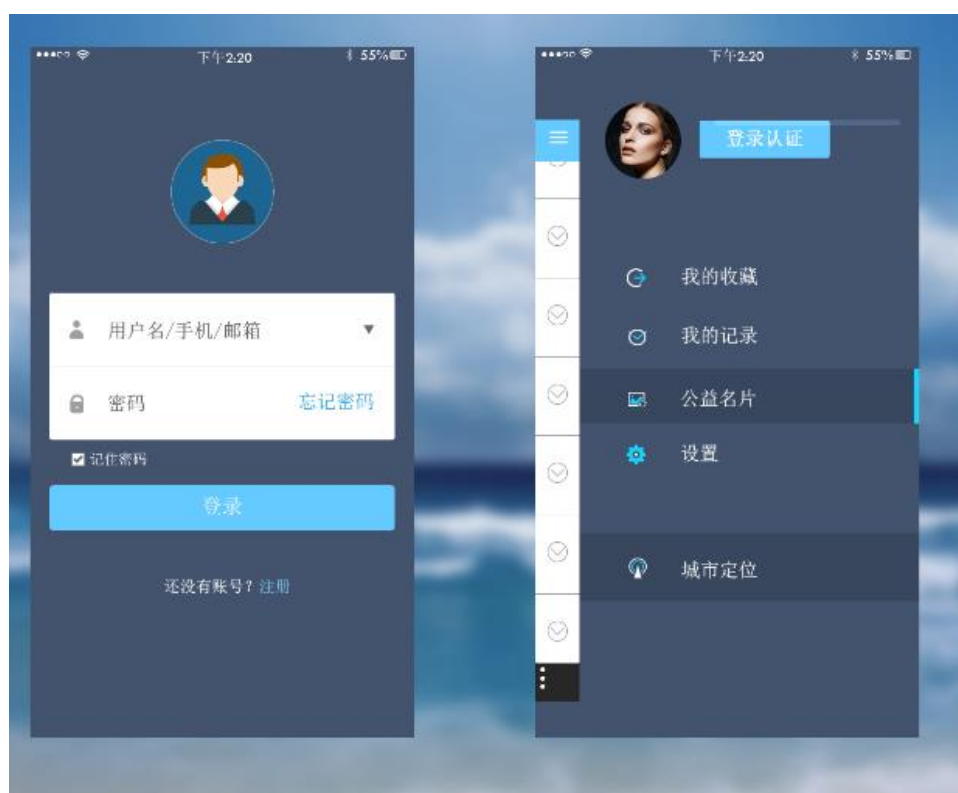 下午2:20
55%
用户名/手机/邮箱
密码
忘记密码
记住密码
登录
还没有账号?注册
下午2:20
55%
登录认证
我的收藏
我的记录
公益名片
设置
城市定位